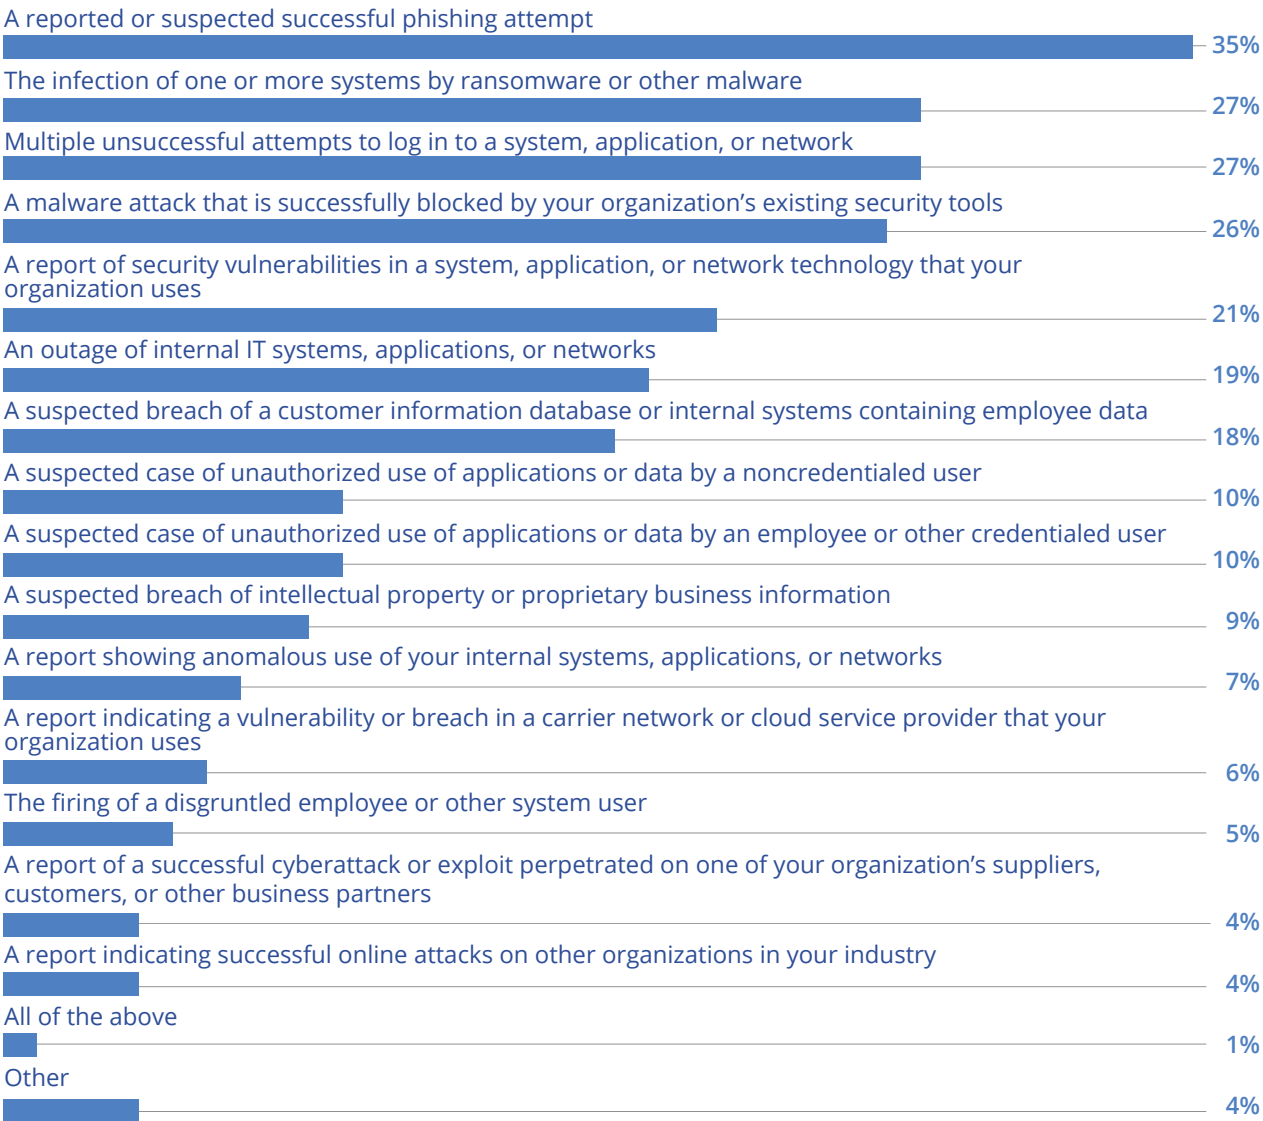 A reported or suspected successful phishing attempt
35%
The infection of one or more systems by ransomware or other malware
27%
Multiple unsuccessful attempts to log in to a system, application, or network
27%
A malware attack that is successfully blocked by your organization’s existing security tools
26%
A report of security vulnerabilities in a system, application, or network technology that your
organization uses
21%
An outage of internal IT systems, applications, or networks
19%
A suspected breach of a customer information database or internal systems containing employee data
18%
A suspected case of unauthorized use of applications or data by a noncredentialed user
10%
A suspected case of unauthorized use of applications or data by an employee or other credentialed user
10%
A suspected breach of intellectual property or proprietary business information
9%
A report showing anomalous use of your internal systems, applications, or networks
7%
A report indicating a vulnerability or breach in a carrier network or cloud service provider that your
organization uses
6%
The firing of a disgruntled employee or other system user
5%
A report of a successful cyberattack or exploit perpetrated on one of your organization’s suppliers,
customers, or other business partners
4%
A report indicating successful online attacks on other organizations in your industry
4%
All of the above
1%
Other
4%